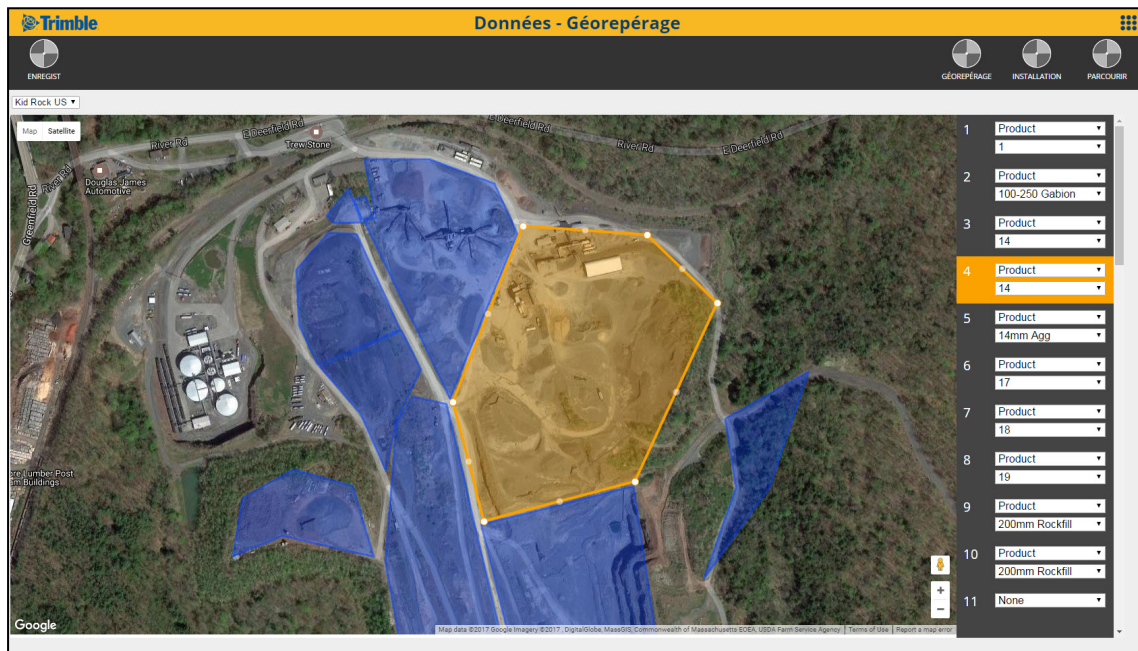 Trimble
Données - Géorepérage
ENREGIST
GÉOREPÉRAGE
INSTALLATION
PARCOURIR
Kid Rock US
Map Satellite
E Deerfield Rd
E Deerfield Rd
River Rd
Trew Stone
River Rd
E Deerfield Rd
Douglas James
Automotive
River Rd
Greenfield Rd
Lumber Post
Buildings
1 Product
1
2 Product
100-250 Gabion
3 Product
14
4 Product
14
5 Product
14mm Agg
6 Product
17
7 Product
18
8 Product
19
9 Product
200mm Rockfill
10 Product
200mm Rockfill
11 None
+
−
Google
Map data ©2017 Google Imagery ©2017 , DigitalGlobe, MassGIS, Commonwealth of Massachusetts EOEA, USDA Farm Service Agency Terms of Use Report a map error